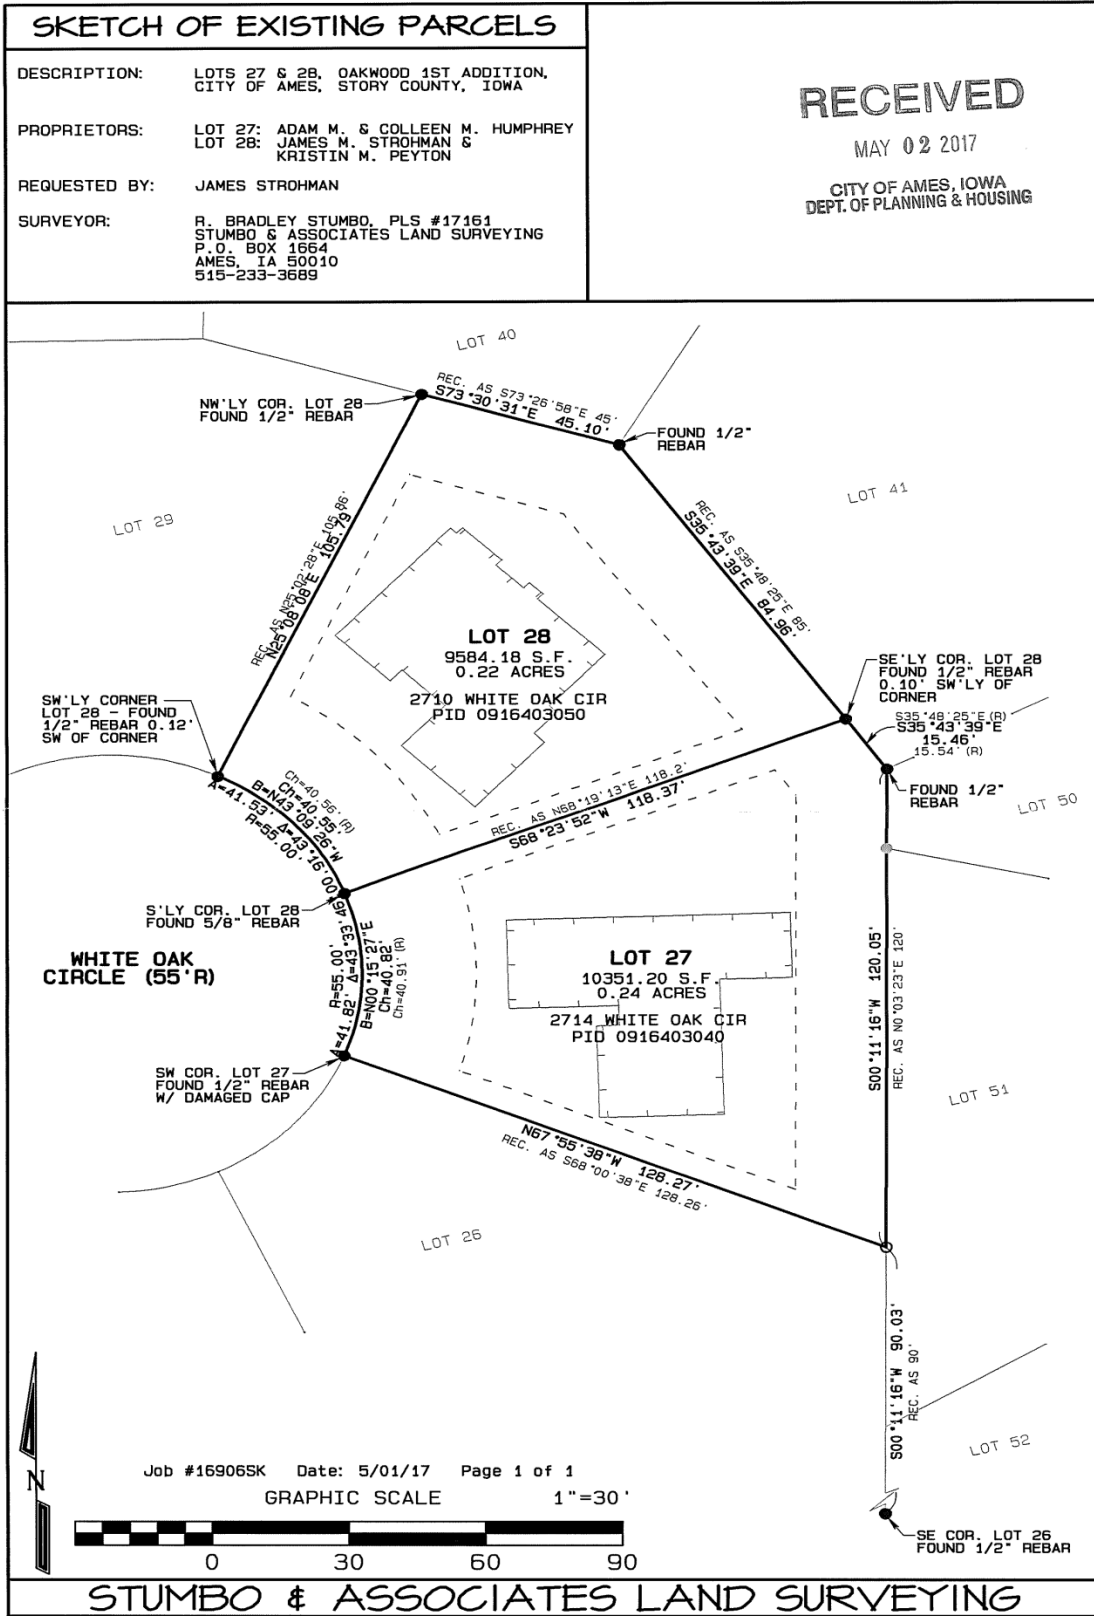 SKETCH OF EXISTING PARCELS
DESCRIPTION: LOTS 27 & 28, OAKWOOD 1ST ADDITION,
CITY OF AMES, STORY COUNTY, IOWA
PROPRIETORS: LOT 27: ADAM M. & COLLEEN M. HUMPHREY
LOT 28: JAMES M. STROHMAN &
KRISTIN M. PEYTON
REQUESTED BY: JAMES STROHMAN
SURVEYOR: R. BRADLEY STUMBO, PLS #17161
STUMBO & ASSOCIATES LAND SURVEYING
P.O. BOX 1664
AMES, IA 50010
515-233-3689
RECEIVED
MAY 02 2017
CITY OF AMES, IOWA
DEPT. OF PLANNING & HOUSING
LOT 40
REC. AS S73°26'58"E 45'
S73°30'31"E 45.10'
NW'LY COR. LOT 28
FOUND 1/2" REBAR
FOUND 1/2"
REBAR
LOT 29
LOT 41
REC. AS N25°02'28"E 105.86'
N25°08'08"E 105.79'
REC. AS S35°48'25"E 85'
S35°43'39"E 84.96'
LOT 28
9584.18 S.F.
0.22 ACRES
2710 WHITE OAK CIR
PID 0916403050
SE'LY COR. LOT 28
FOUND 1/2" REBAR
0.10' SW'LY OF
CORNER
SW'LY CORNER
LOT 28 - FOUND
1/2" REBAR 0.12'
SW OF CORNER
S35°48'25"E (R)
S35°43'39"E
15.46'
15.54' (R)
FOUND 1/2"
REBAR
LOT 50
Ch=40.56' (R)
Ch=40.55'
B=N43°09'26"W
A=41.53' Δ=43°16'00"
R=55.00'
REC. AS N68°19'13"E 118.2'
S68°23'52"W 118.37'
S'LY COR. LOT 28
FOUND 5/8" REBAR
WHITE OAK
CIRCLE (55'R)
R=55.00'
A=41.82' Δ=43°33'46"
B=N00°15'27"E
Ch=40.82'
Ch=40.91' (R)
LOT 27
10351.20 S.F.
0.24 ACRES
2714 WHITE OAK CIR
PID 0916403040
S00°11'16"W 120.05'
REC. AS N0°03'23"E 120'
SW COR. LOT 27
FOUND 1/2" REBAR
W/ DAMAGED CAP
LOT 51
N67°55'38"W 128.27'
REC. AS S68°00'38"E 128.26'
LOT 26
S00°11'16"W 90.03'
REC. AS 90'
LOT 52
N
Job #16906SK Date: 5/01/17 Page 1 of 1
GRAPHIC SCALE 1"=30'
0 30 60 90
SE COR. LOT 26
FOUND 1/2" REBAR
STUMBO & ASSOCIATES LAND SURVEYING